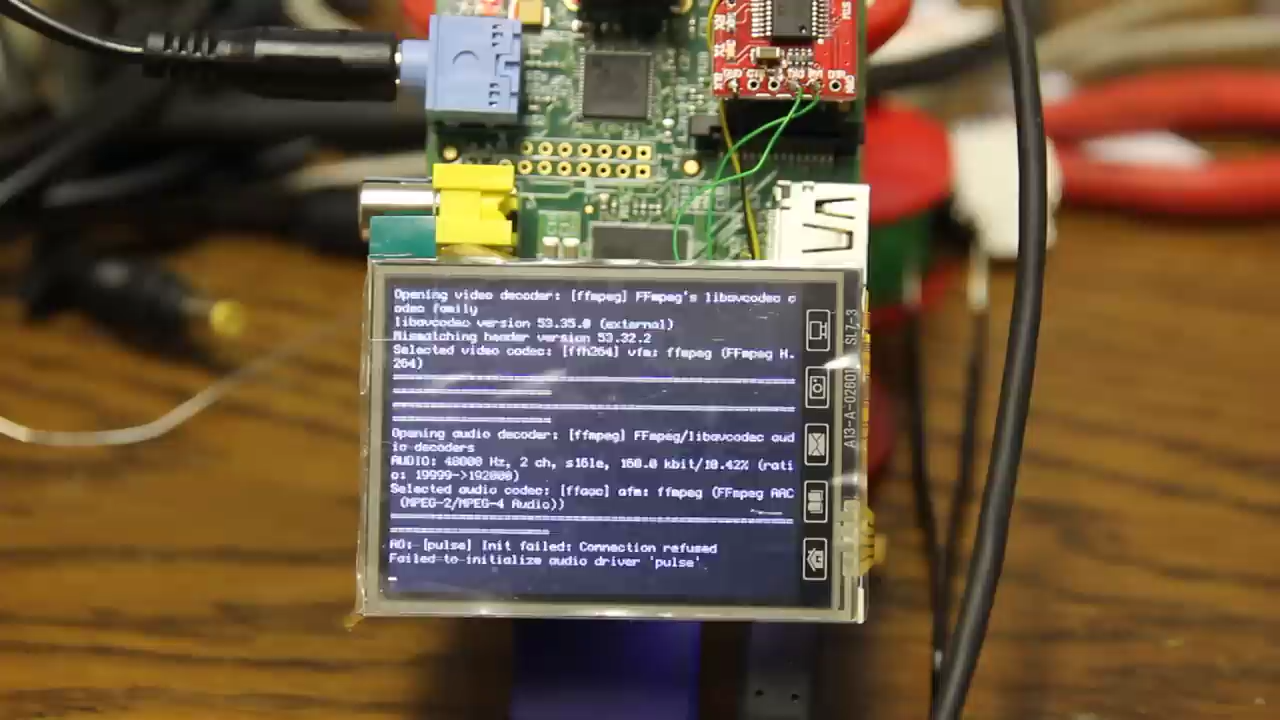 Opening video decoder: [ffmpeg] FFmpeg's libavcodec c
odec family
libavcodec version 53.35.0 (external)
Mismatching header version 53.32.2
Selected video codec: [ffh264] vfm: ffmpeg (FFmpeg H.
264)
==========================================================================
==========================================================================
Opening audio decoder: [ffmpeg] FFmpeg/libavcodec aud
io decoders
AUDIO: 48000 Hz, 2 ch, s16le, 160.0 kbit/10.42% (rati
o: 19999->192000)
Selected audio codec: [ffaac] afm: ffmpeg (FFmpeg AAC
(MPEG-2/MPEG-4 Audio))
==========================================================================
AO: [pulse] Init failed: Connection refused
Failed to initialize audio driver 'pulse'
SL7-3